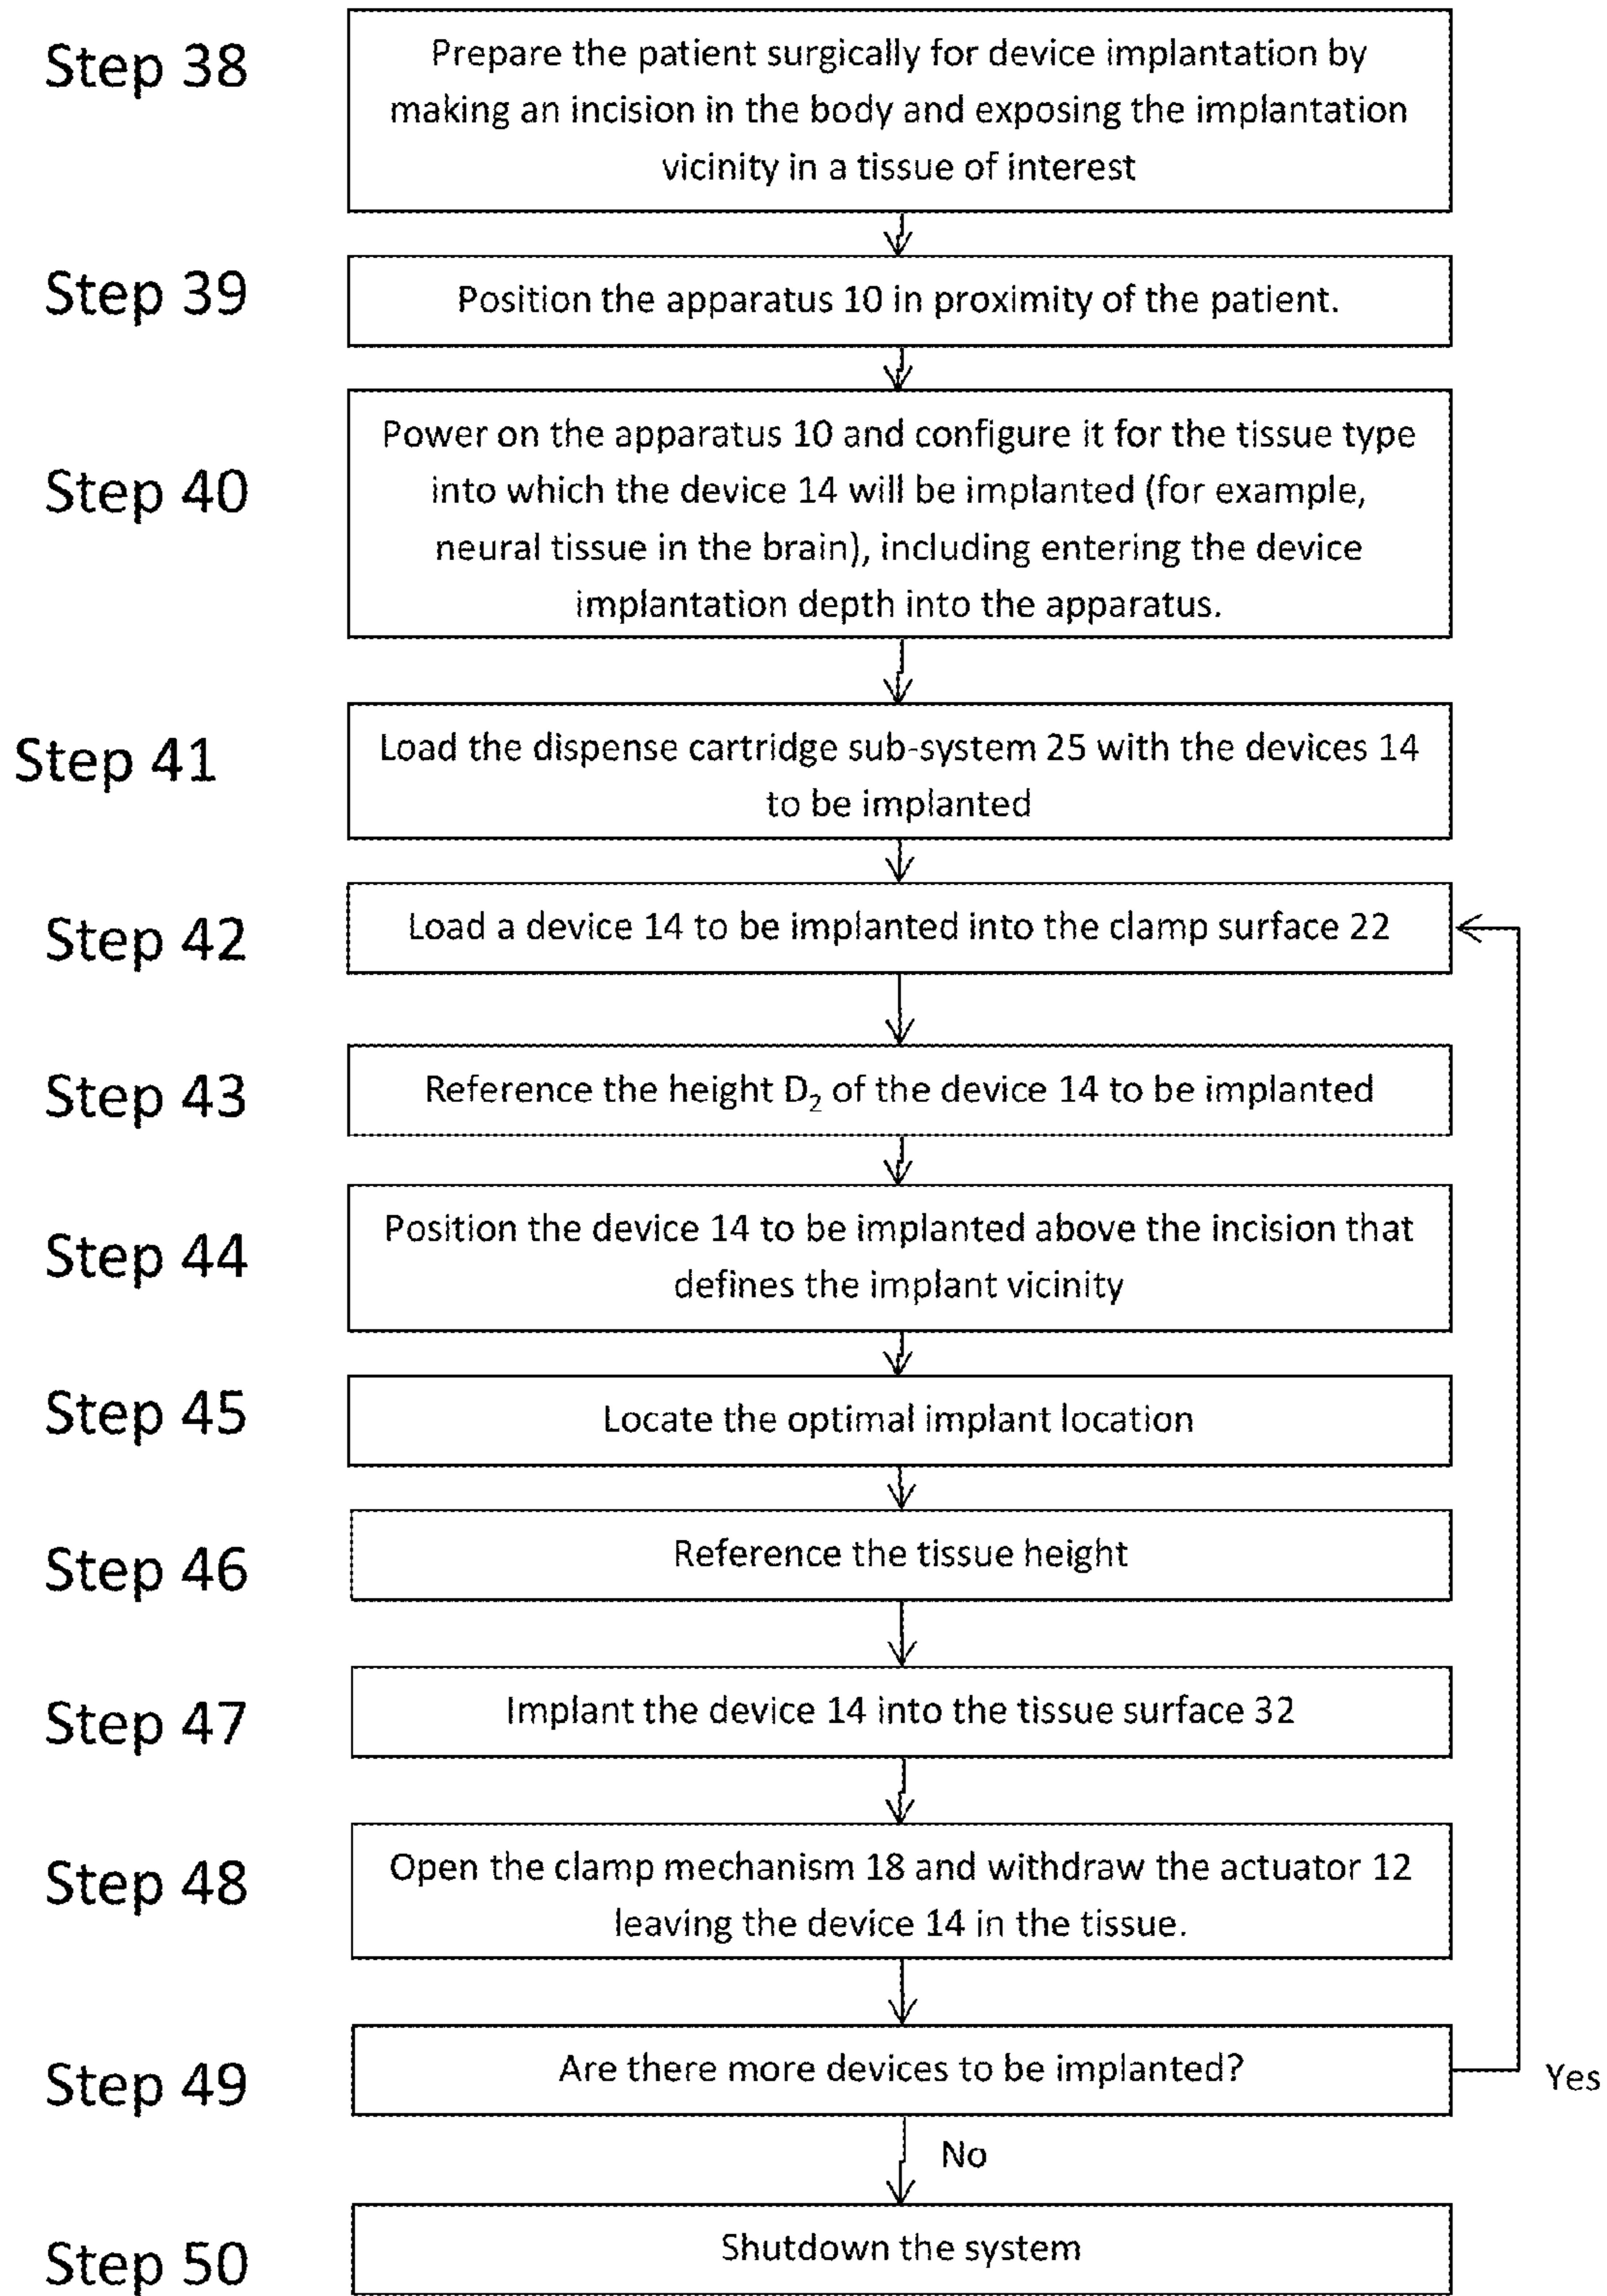 Step 38
Prepare the patient surgically for device implantation by
making an incision in the body and exposing the implantation
vicinity in a tissue of interest
Step 39
Position the apparatus 10 in proximity of the patient.
Step 40
Power on the apparatus 10 and configure it for the tissue type
into which the device 14 will be implanted (for example,
neural tissue in the brain), including entering the device
implantation depth into the apparatus.
Step 41
Load the dispense cartridge sub-system 25 with the devices 14
to be implanted
Step 42
Load a device 14 to be implanted into the clamp surface 22
Step 43
Reference the height D₂ of the device 14 to be implanted
Step 44
Position the device 14 to be implanted above the incision that
defines the implant vicinity
Step 45
Locate the optimal implant location
Step 46
Reference the tissue height
Step 47
Implant the device 14 into the tissue surface 32
Step 48
Open the clamp mechanism 18 and withdraw the actuator 12
leaving the device 14 in the tissue.
Step 49
Are there more devices to be implanted?
Yes
No
Step 50
Shutdown the system